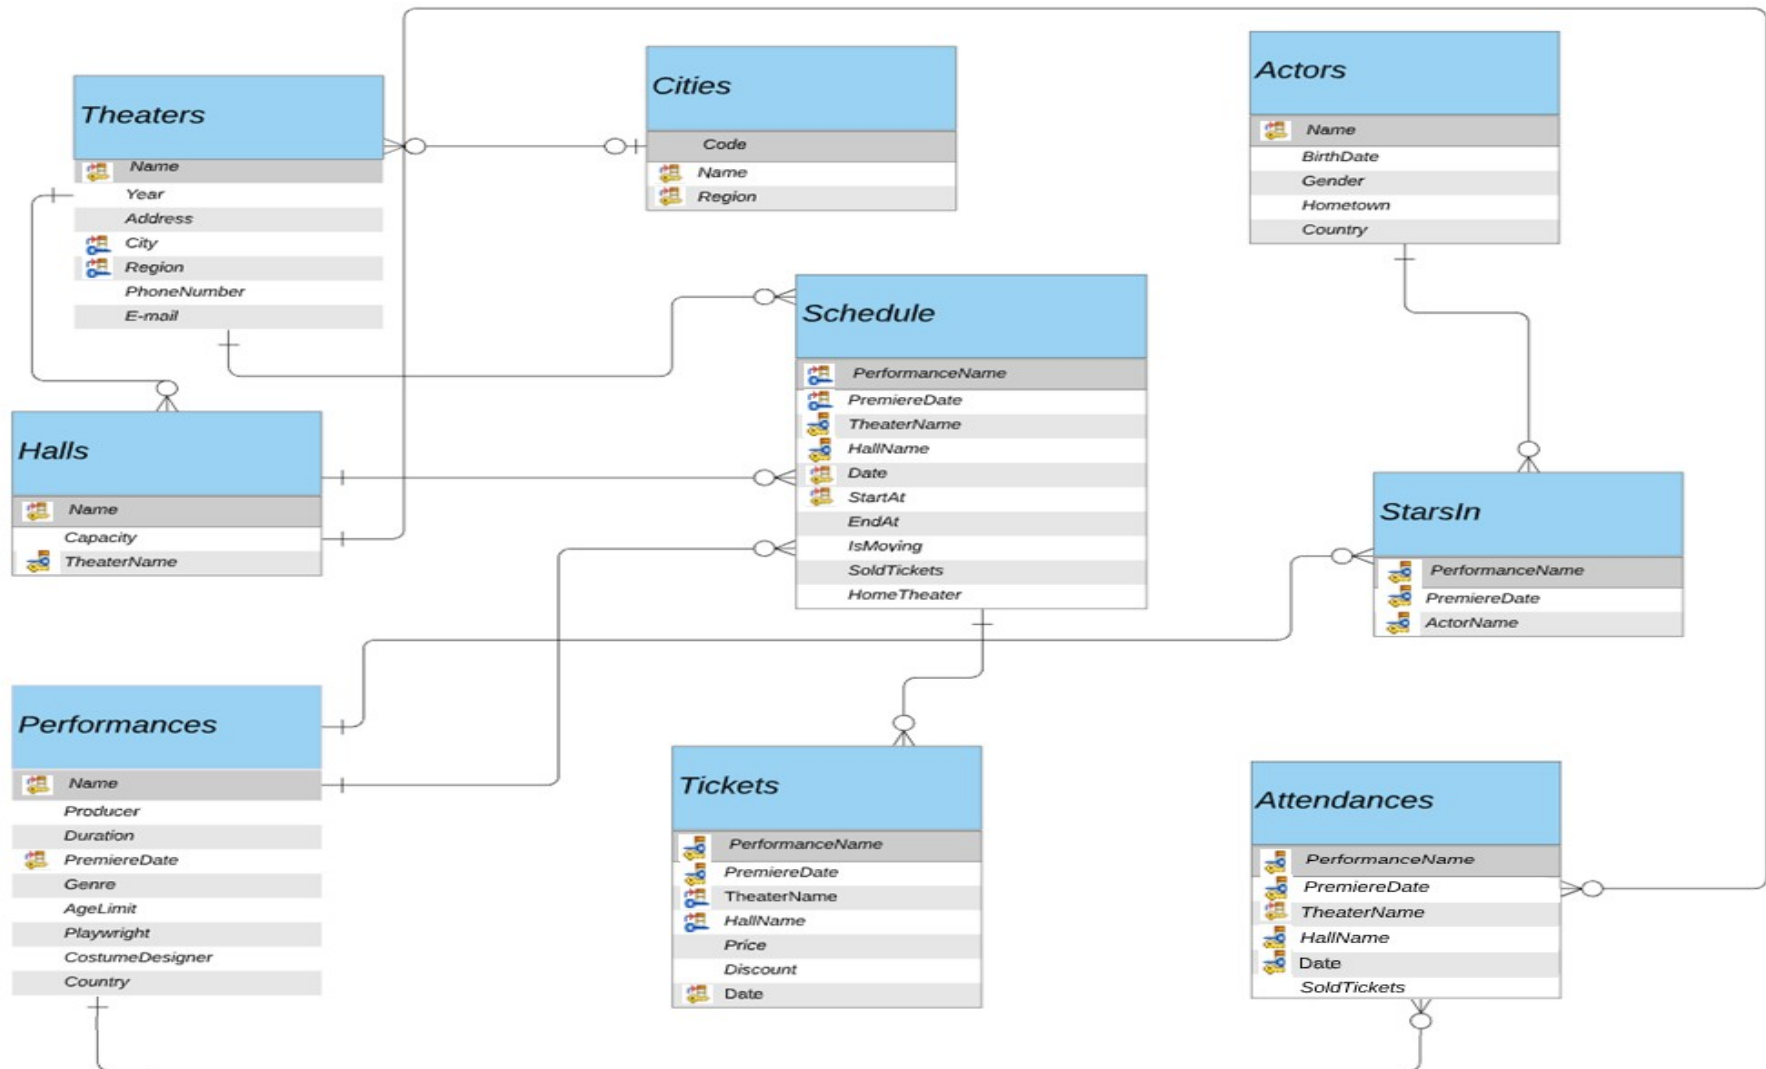 Theaters
Name
Year
Address
City
Region
PhoneNumber
E-mail
Cities
Code
Name
Region
Actors
Name
BirthDate
Gender
Hometown
Country
Schedule
PerformanceName
PremiereDate
TheaterName
HallName
Date
StartAt
EndAt
IsMoving
SoldTickets
HomeTheater
Halls
Name
Capacity
TheaterName
StarsIn
PerformanceName
PremiereDate
ActorName
Performances
Name
Producer
Duration
PremiereDate
Genre
AgeLimit
Playwright
CostumeDesigner
Country
Tickets
PerformanceName
PremiereDate
TheaterName
HallName
Price
Discount
Date
Attendances
PerformanceName
PremiereDate
TheaterName
HallName
Date
SoldTickets